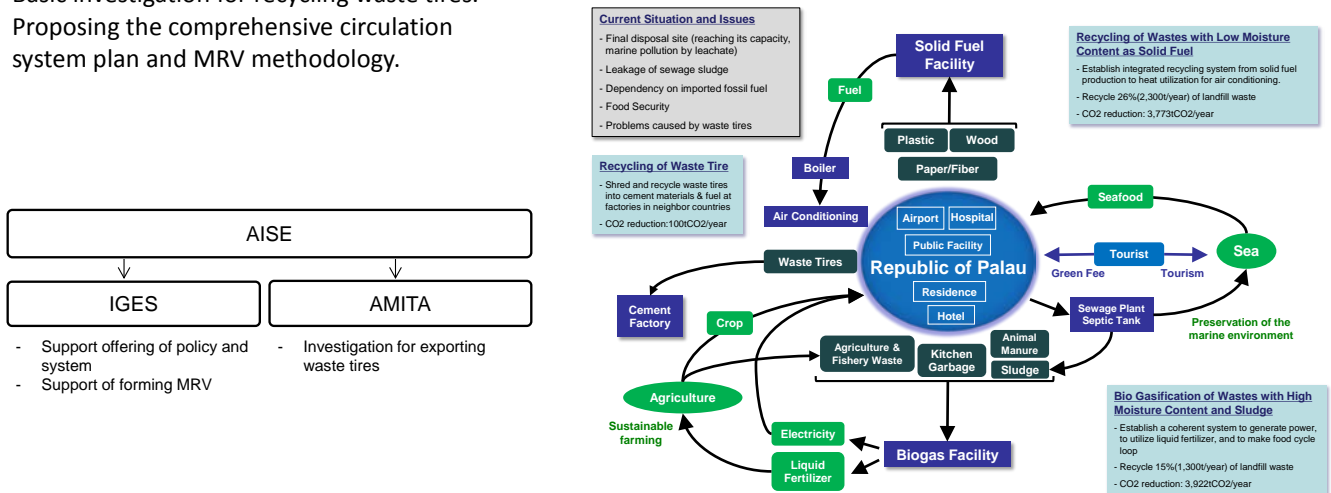 Basic investigation for recycling waste tires.
Proposing the comprehensive circulation
system plan and MRV methodology.
AISE
IGES
AMITA
- Support offering of policy and
system
- Support of forming MRV
- Investigation for exporting
waste tires
Current Situation and Issues
- Final disposal site (reaching its capacity,
marine pollution by leachate)
- Leakage of sewage sludge
- Dependency on imported fossil fuel
- Food Security
- Problems caused by waste tires
Solid Fuel
Facility
Recycling of Wastes with Low Moisture
Content as Solid Fuel
- Establish integrated recycling system from solid fuel
production to heat utilization for air conditioning.
- Recycle 26%(2,300t/year) of landfill waste
- CO2 reduction: 3,773tCO2/year
Fuel
Plastic
Wood
Paper/Fiber
Recycling of Waste Tire
- Shred and recycle waste tires
into cement materials & fuel at
factories in neighbor countries
- CO2 reduction:100tCO2/year
Boiler
Air Conditioning
Airport
Hospital
Public Facility
Republic of Palau
Residence
Hotel
Seafood
Tourist
Green Fee
Tourism
Sea
Waste Tires
Cement
Factory
Crop
Sewage Plant
Septic Tank
Preservation of the
marine environment
Agriculture &
Fishery Waste
Kitchen
Garbage
Animal
Manure
Sludge
Agriculture
Sustainable
farming
Electricity
Liquid
Fertilizer
Biogas Facility
Bio Gasification of Wastes with High
Moisture Content and Sludge
- Establish a coherent system to generate power,
to utilize liquid fertilizer, and to make food cycle
loop
- Recycle 15%(1,300t/year) of landfill waste
- CO2 reduction: 3,922tCO2/year